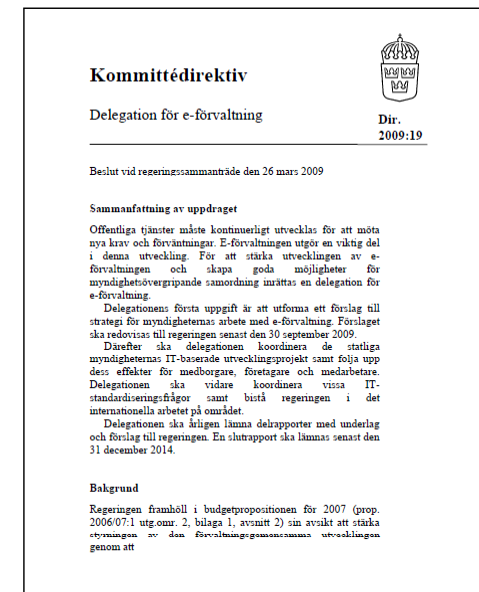 Kommittédirektiv
Delegation för e-förvaltning
Dir.
2009:19
Beslut vid regeringssammanträde den 26 mars 2009
Sammanfattning av uppdraget
Offentliga tjänster måste kontinuerligt utvecklas för att möta
nya krav och förväntningar. E-förvaltningen utgör en viktig del
i denna utveckling. För att stärka utvecklingen av e-
förvaltningen och skapa goda möjligheter för
myndighetsövergripande samordning inrättas en delegation för
e-förvaltning.
Delegationens första uppgift är att utforma ett förslag till
strategi för myndigheternas arbete med e-förvaltning. Förslaget
ska redovisas till regeringen senast den 30 september 2009.
Därefter ska delegationen koordinera de statliga
myndigheternas IT-baserade utvecklingsprojekt samt följa upp
dess effekter för medborgare, företagare och medarbetare.
Delegationen ska vidare koordinera vissa IT-
standardiseringsfrågor samt bistå regeringen i det
internationella arbetet på området.
Delegationen ska årligen lämna delrapporter med underlag
och förslag till regeringen. En slutrapport ska lämnas senast den
31 december 2014.
Bakgrund
Regeringen framhöll i budgetpropositionen för 2007 (prop.
2006/07:1 utg.omr. 2, bilaga 1, avsnitt 2) sin avsikt att stärka
styrningen av den förvaltningsgemensamma utvecklingen
genom att